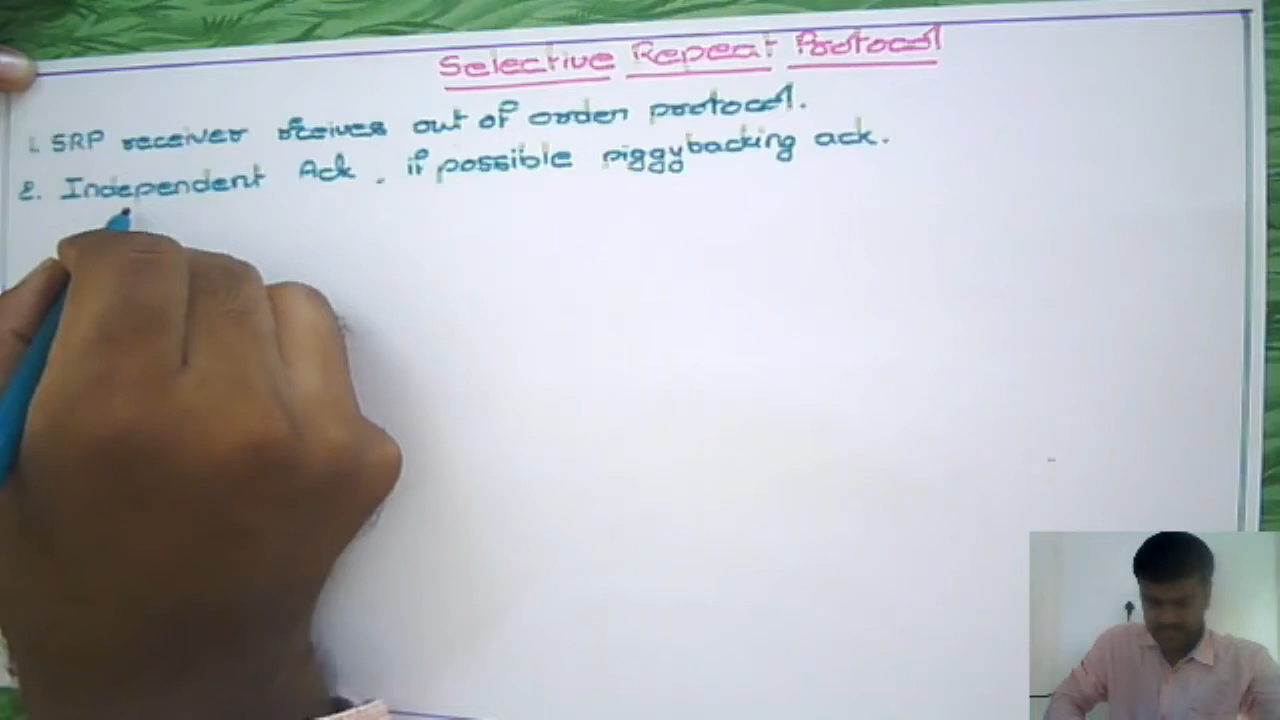 Selective Repeat Protocol
1. SRP receiver receives out of order protocol.
2. Independent Ack, if possible piggybacking ack.